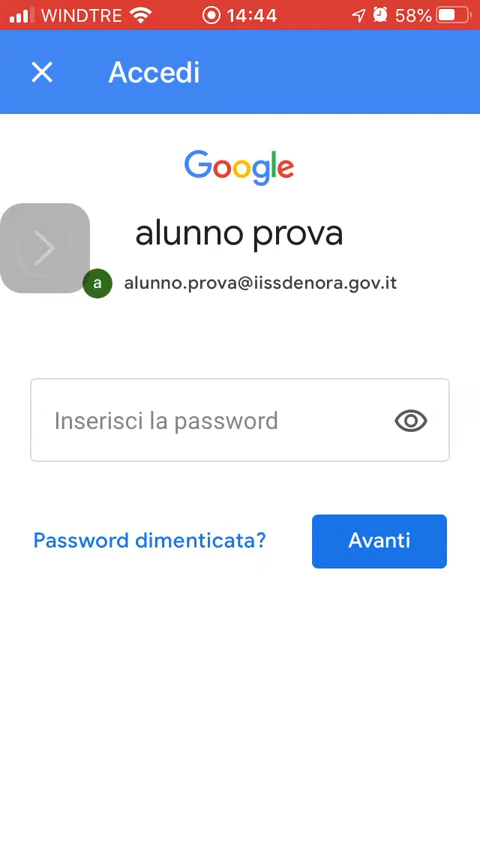 WINDTRE 14:44 58%
Accedi
Google
alunno prova
a alunno.prova@iissdenora.gov.it
Inserisci la password
Password dimenticata? Avanti